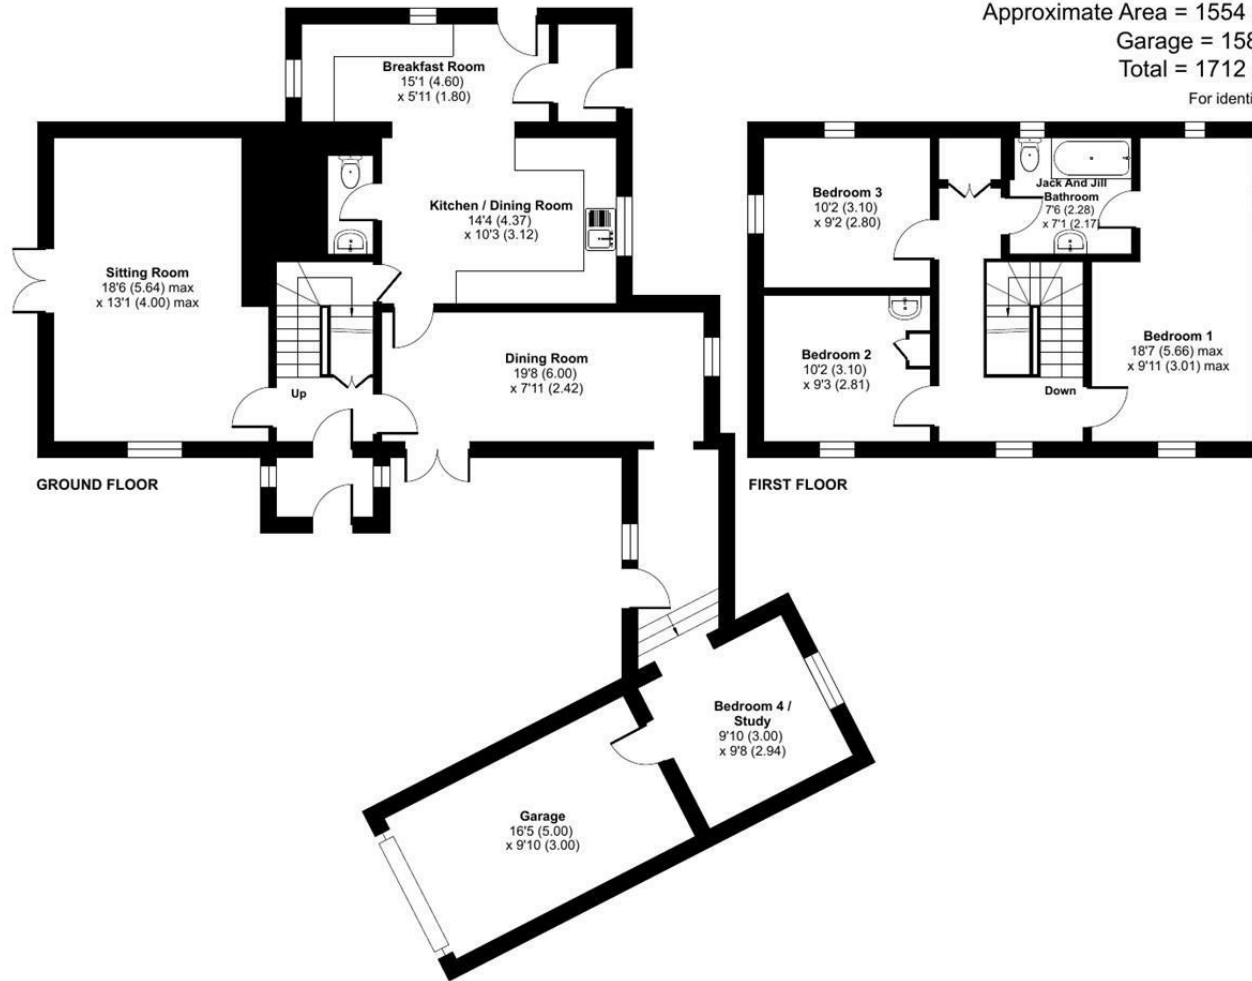 Approximate Area = 1554
Garage = 158
Total = 1712
For identi
Breakfast Room
15'1 (4.60)
x 5'11 (1.80)
Kitchen / Dining Room
14'4 (4.37)
x 10'3 (3.12)
Sitting Room
18'6 (5.64) max
x 13'1 (4.00) max
Dining Room
19'8 (6.00)
x 7'11 (2.42)
Up
GROUND FLOOR
Bedroom 4 /
Study
9'10 (3.00)
x 9'8 (2.94)
Garage
16'5 (5.00)
x 9'10 (3.00)
Bedroom 3
10'2 (3.10)
x 9'2 (2.80)
Jack And Jill
Bathroom
7'6 (2.28)
x 7'1 (2.17)
Bedroom 2
10'2 (3.10)
x 9'3 (2.81)
Bedroom 1
18'7 (5.66) max
x 9'11 (3.01) max
Down
FIRST FLOOR